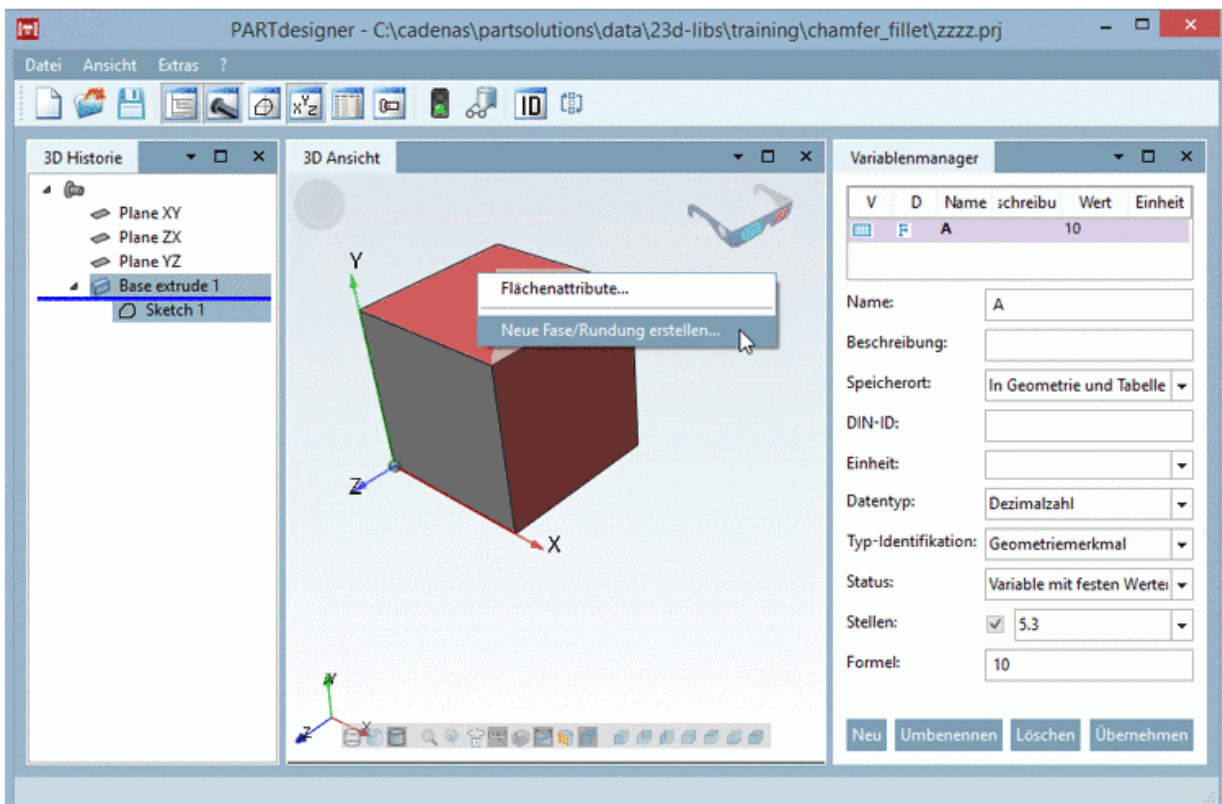 PARTdesigner - C:\cadenas\partsolutions\data\23d-libs\training\chamfer_fillet\zzzz.prj
Datei Ansicht Extras ?
ID
3D Historie
Plane XY
Plane ZX
Plane YZ
Base extrude 1
Sketch 1
3D Ansicht
Y
Flächenattribute...
Neue Fase/Rundung erstellen...
Z
X
Y
Z
X
Variablenmanager
V D Name schreibu Wert Einheit
F A 10
Name: A
Beschreibung:
Speicherort: In Geometrie und Tabelle
DIN-ID:
Einheit:
Datentyp: Dezimalzahl
Typ-Identifikation: Geometriemerkmal
Status: Variable mit festen Werte
Stellen: 5.3
Formel: 10
Neu Umbenennen Löschen Übernehmen